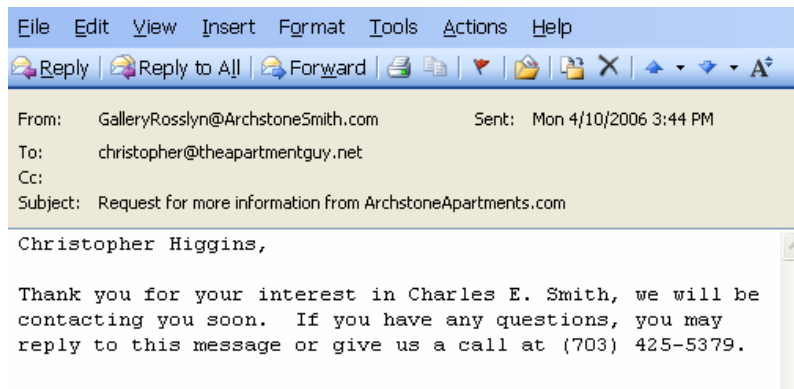 File Edit View Insert Format Tools Actions Help
Reply Reply to All Forward A
From: GalleryRosslyn@ArchstoneSmith.com Sent: Mon 4/10/2006 3:44 PM
To: christopher@theapartmentguy.net
Cc:
Subject: Request for more information from ArchstoneApartments.com
Christopher Higgins,
Thank you for your interest in Charles E. Smith, we will be
contacting you soon.  If you have any questions, you may
reply to this message or give us a call at (703) 425-5379.